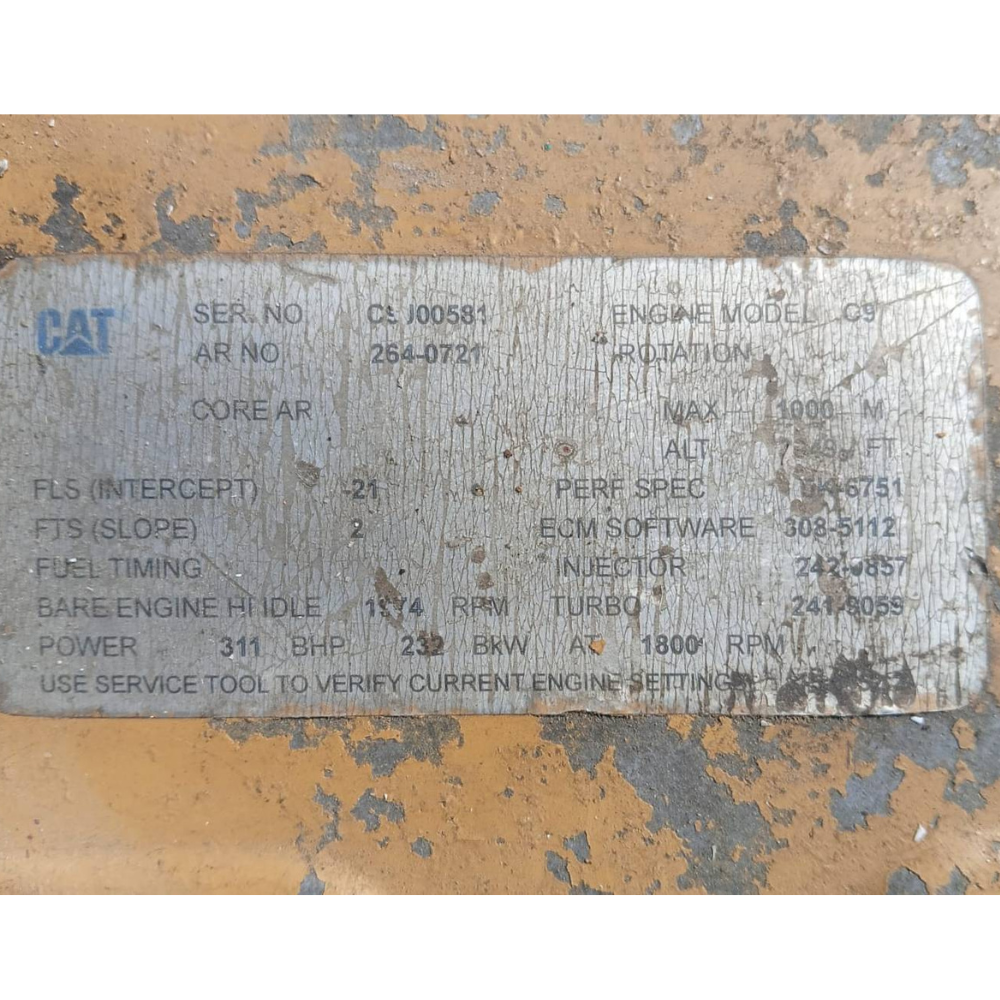 CAT SER. NO ENGINE MODEL C9
AR NO 264-0721 ROTATION
CORE AR MAX 1000 M
ALT FT
FLS (INTERCEPT) -21 PERF SPEC
FTS (SLOPE) 2 ECM SOFTWARE 308-5112
FUEL TIMING INJECTOR
BARE ENGINE HI IDLE RPM TURBO
POWER 311 BHP 232 BkW AT 1800 RPM
USE SERVICE TOOL TO VERIFY CURRENT ENGINE SETTINGS